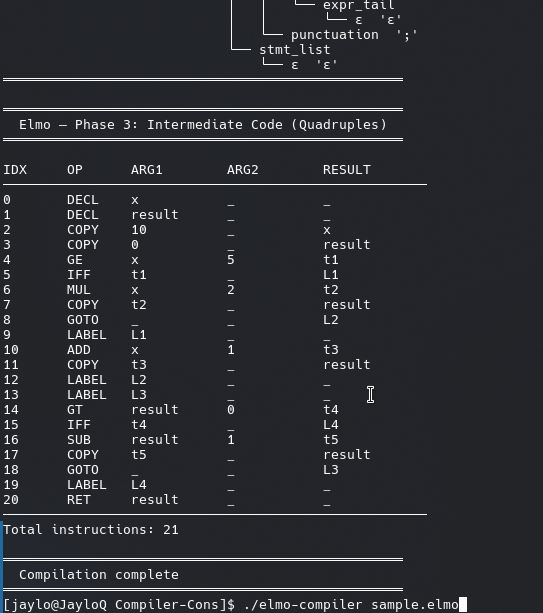 └── expr_tail
└── ε 'ε'
└── punctuation ';'
└── stmt_list
└── ε 'ε'
Elmo — Phase 3: Intermediate Code (Quadruples)
IDX OP ARG1 ARG2 RESULT
0 DECL x _ _
1 DECL result _ _
2 COPY 10 _ x
3 COPY 0 _ result
4 GE x 5 t1
5 IFF t1 _ L1
6 MUL x 2 t2
7 COPY t2 _ result
8 GOTO _ _ L2
9 LABEL L1 _ _
10 ADD x 1 t3
11 COPY t3 _ result
12 LABEL L2 _ _
13 LABEL L3 _ _
14 GT result 0 t4
15 IFF t4 _ L4
16 SUB result 1 t5
17 COPY t5 _ result
18 GOTO _ _ L3
19 LABEL L4 _ _
20 RET result _ _
Total instructions: 21
Compilation complete
[jaylo@JayloQ Compiler-Cons]$ ./elmo-compiler sample.elmo